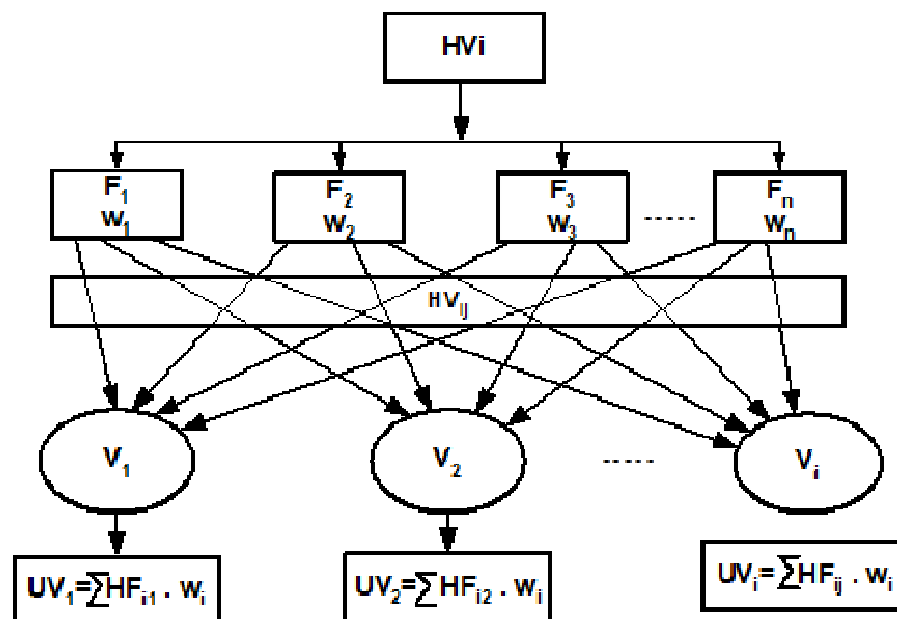 HVi
F₁ F₂ F₃ Fₙ
w₁ w₂ w₃ ----- wₙ
HVᵢⱼ
V₁ V₂ ----- Vᵢ
UV₁=∑HFᵢ₁ . wᵢ UV₂=∑HFᵢ₂ . wᵢ UVᵢ=∑HFᵢⱼ . wᵢ